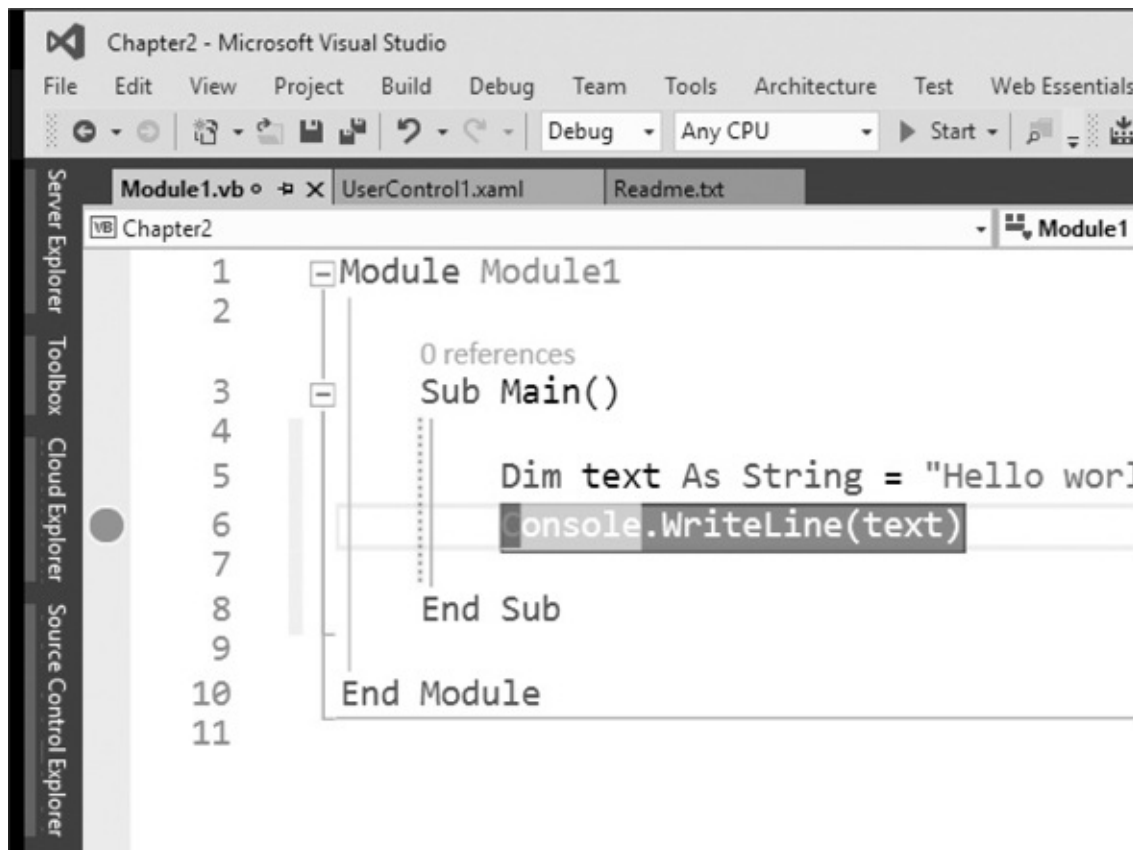 Chapter2 - Microsoft Visual Studio
File Edit View Project Build Debug Team Tools Architecture Test Web Essentials
Debug Any CPU Start
Server Explorer
Toolbox
Cloud Explorer
Source Control Explorer
Module1.vb UserControl1.xaml Readme.txt
VB Chapter2 Module1
1 Module Module1
2
0 references
3 Sub Main()
4
5 Dim text As String = "Hello worl
6 Console.WriteLine(text)
7
8 End Sub
9
10 End Module
11